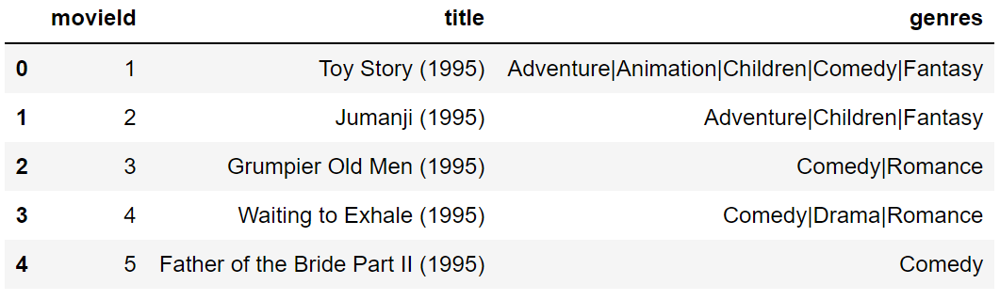 movieId title genres
0 1 Toy Story (1995) Adventure|Animation|Children|Comedy|Fantasy
1 2 Jumanji (1995) Adventure|Children|Fantasy
2 3 Grumpier Old Men (1995) Comedy|Romance
3 4 Waiting to Exhale (1995) Comedy|Drama|Romance
4 5 Father of the Bride Part II (1995) Comedy